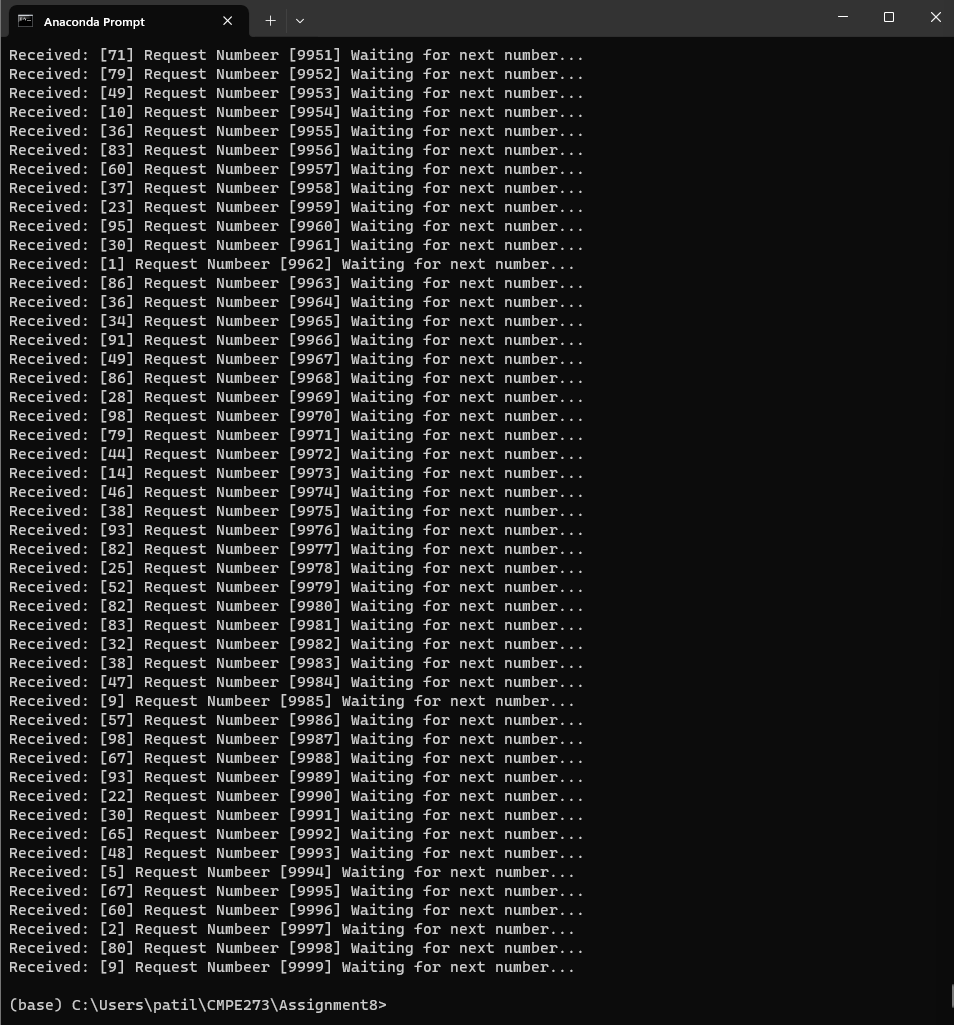 Anaconda Prompt
Received: [71] Request Numbeer [9951] Waiting for next number...
Received: [79] Request Numbeer [9952] Waiting for next number...
Received: [49] Request Numbeer [9953] Waiting for next number...
Received: [10] Request Numbeer [9954] Waiting for next number...
Received: [36] Request Numbeer [9955] Waiting for next number...
Received: [83] Request Numbeer [9956] Waiting for next number...
Received: [60] Request Numbeer [9957] Waiting for next number...
Received: [37] Request Numbeer [9958] Waiting for next number...
Received: [23] Request Numbeer [9959] Waiting for next number...
Received: [95] Request Numbeer [9960] Waiting for next number...
Received: [30] Request Numbeer [9961] Waiting for next number...
Received: [1] Request Numbeer [9962] Waiting for next number...
Received: [86] Request Numbeer [9963] Waiting for next number...
Received: [36] Request Numbeer [9964] Waiting for next number...
Received: [34] Request Numbeer [9965] Waiting for next number...
Received: [91] Request Numbeer [9966] Waiting for next number...
Received: [49] Request Numbeer [9967] Waiting for next number...
Received: [86] Request Numbeer [9968] Waiting for next number...
Received: [28] Request Numbeer [9969] Waiting for next number...
Received: [98] Request Numbeer [9970] Waiting for next number...
Received: [79] Request Numbeer [9971] Waiting for next number...
Received: [44] Request Numbeer [9972] Waiting for next number...
Received: [14] Request Numbeer [9973] Waiting for next number...
Received: [46] Request Numbeer [9974] Waiting for next number...
Received: [38] Request Numbeer [9975] Waiting for next number...
Received: [93] Request Numbeer [9976] Waiting for next number...
Received: [82] Request Numbeer [9977] Waiting for next number...
Received: [25] Request Numbeer [9978] Waiting for next number...
Received: [52] Request Numbeer [9979] Waiting for next number...
Received: [82] Request Numbeer [9980] Waiting for next number...
Received: [83] Request Numbeer [9981] Waiting for next number...
Received: [32] Request Numbeer [9982] Waiting for next number...
Received: [38] Request Numbeer [9983] Waiting for next number...
Received: [47] Request Numbeer [9984] Waiting for next number...
Received: [9] Request Numbeer [9985] Waiting for next number...
Received: [57] Request Numbeer [9986] Waiting for next number...
Received: [98] Request Numbeer [9987] Waiting for next number...
Received: [67] Request Numbeer [9988] Waiting for next number...
Received: [93] Request Numbeer [9989] Waiting for next number...
Received: [22] Request Numbeer [9990] Waiting for next number...
Received: [30] Request Numbeer [9991] Waiting for next number...
Received: [65] Request Numbeer [9992] Waiting for next number...
Received: [48] Request Numbeer [9993] Waiting for next number...
Received: [5] Request Numbeer [9994] Waiting for next number...
Received: [67] Request Numbeer [9995] Waiting for next number...
Received: [60] Request Numbeer [9996] Waiting for next number...
Received: [2] Request Numbeer [9997] Waiting for next number...
Received: [80] Request Numbeer [9998] Waiting for next number...
Received: [9] Request Numbeer [9999] Waiting for next number...
(base) C:\Users\patil\CMPE273\Assignment8>